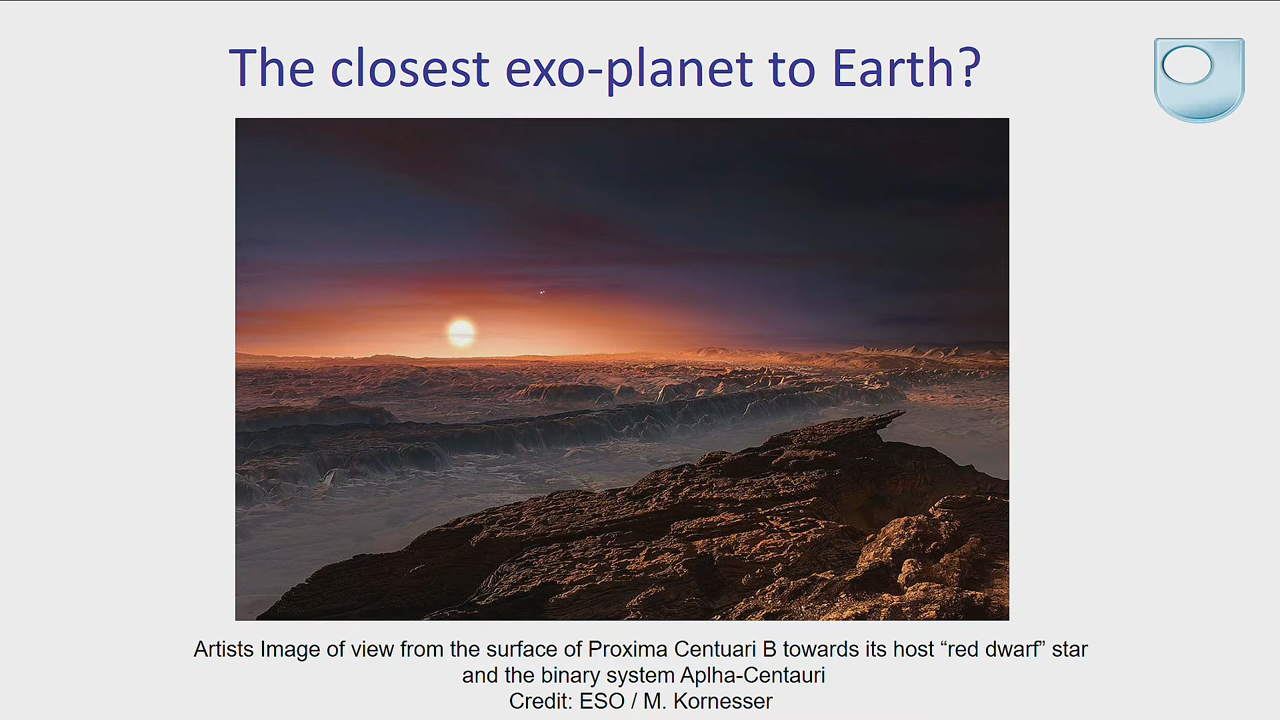 The closest exo-planet to Earth?
Artists Image of view from the surface of Proxima Centuari B towards its host “red dwarf” star
and the binary system Aplha-Centauri
Credit: ESO / M. Kornesser